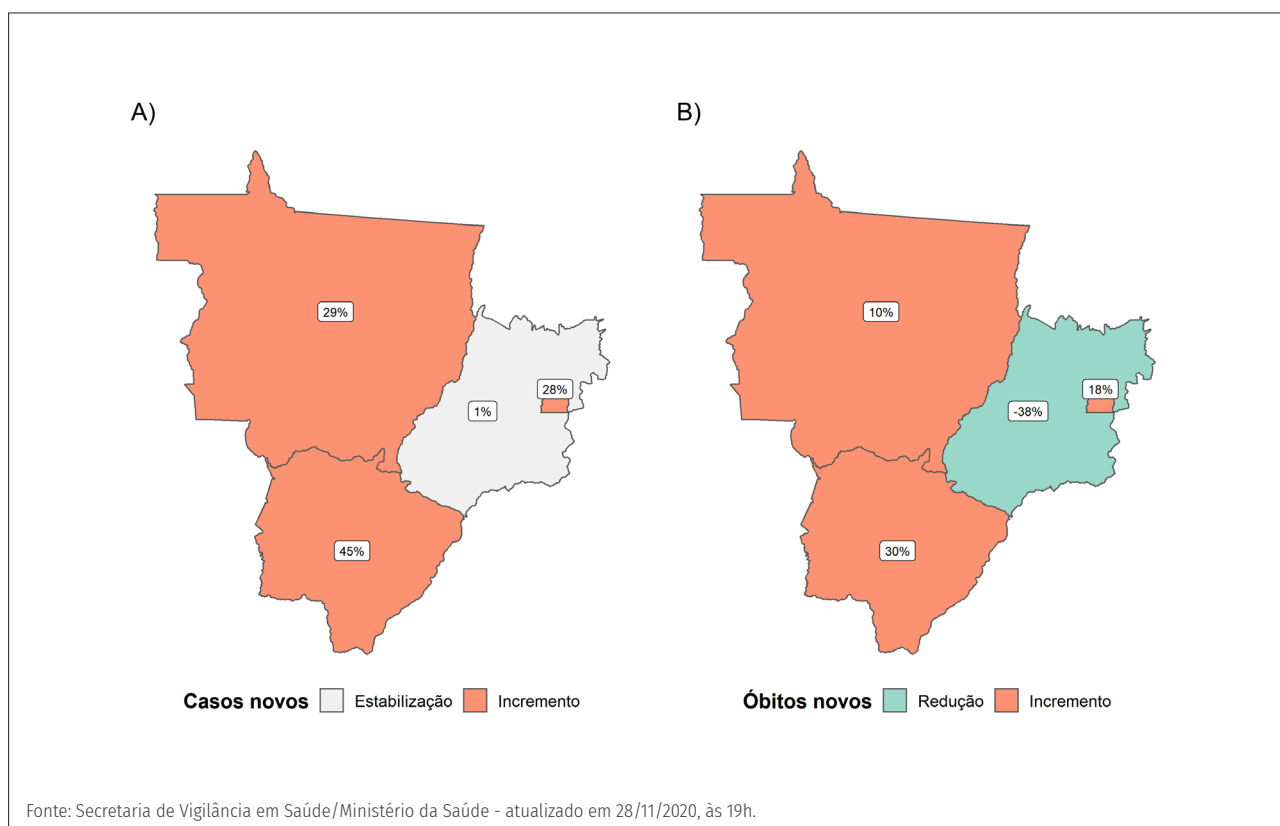 A)
29%
28%
1%
45%
Casos novos Estabilização Incremento
B)
10%
18%
-38%
30%
Óbitos novos Redução Incremento
Fonte: Secretaria de Vigilância em Saúde/Ministério da Saúde - atualizado em 28/11/2020, às 19h.